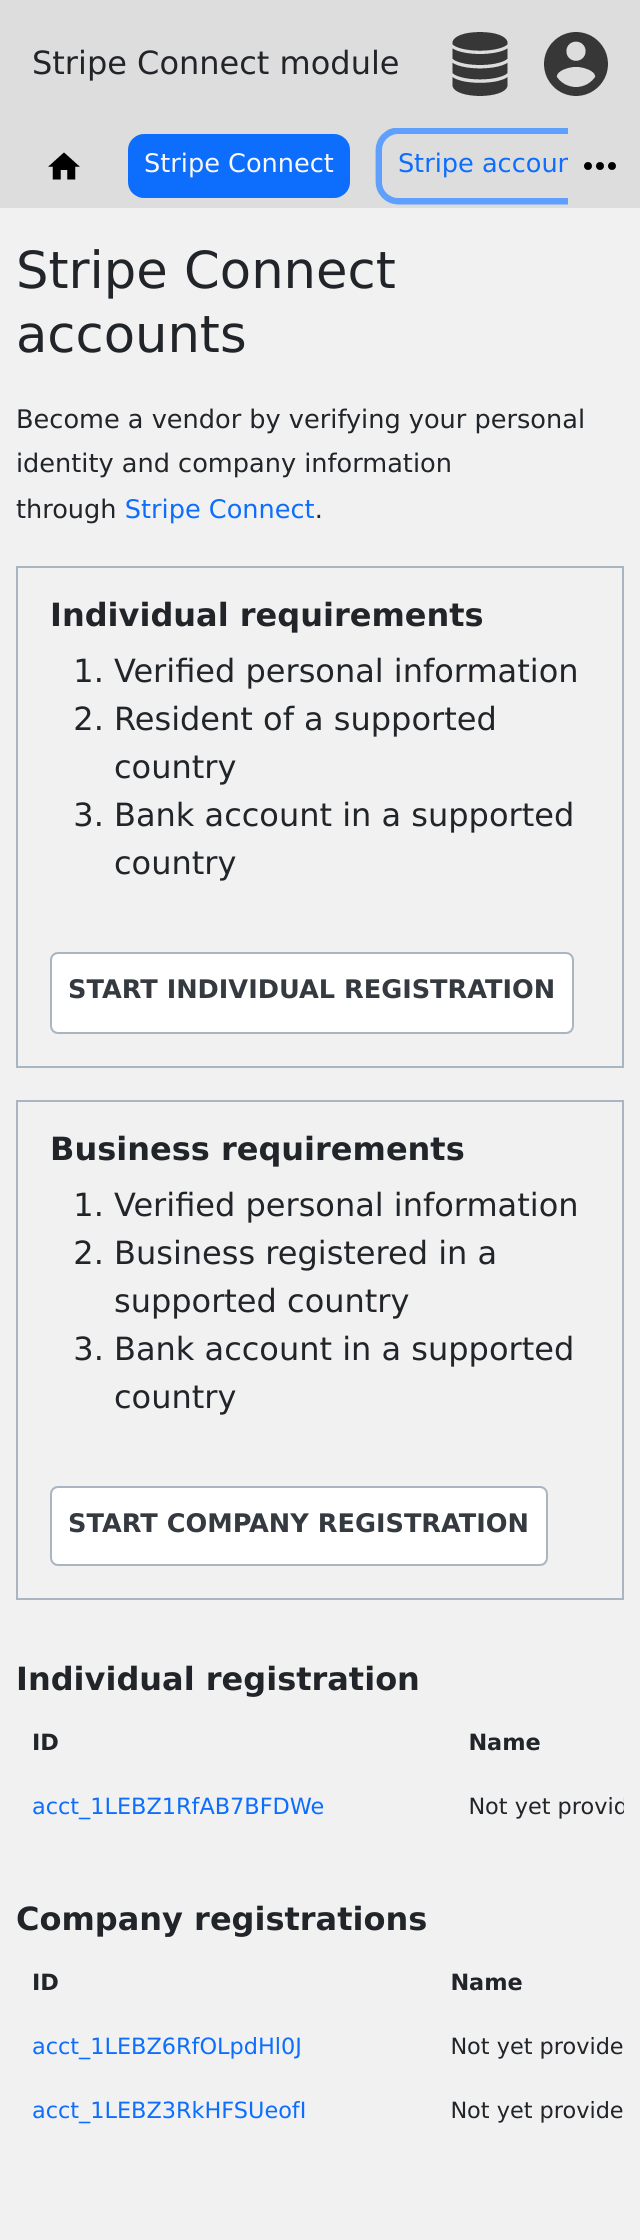 Stripe Connect module
Stripe Connect
Stripe accour
Stripe Connect
accounts
Become a vendor by verifying your personal
identity and company information
through Stripe Connect.
Individual requirements
1. Verified personal information
2. Resident of a supported
country
3. Bank account in a supported
country
START INDIVIDUAL REGISTRATION
Business requirements
1. Verified personal information
2. Business registered in a
supported country
3. Bank account in a supported
country
START COMPANY REGISTRATION
Individual registration
ID Name
acct_1LEBZ1RfAB7BFDWe Not yet provid
Company registrations
ID Name
acct_1LEBZ6RfOLpdHl0J Not yet provide
acct_1LEBZ3RkHFSUeofI Not yet provide